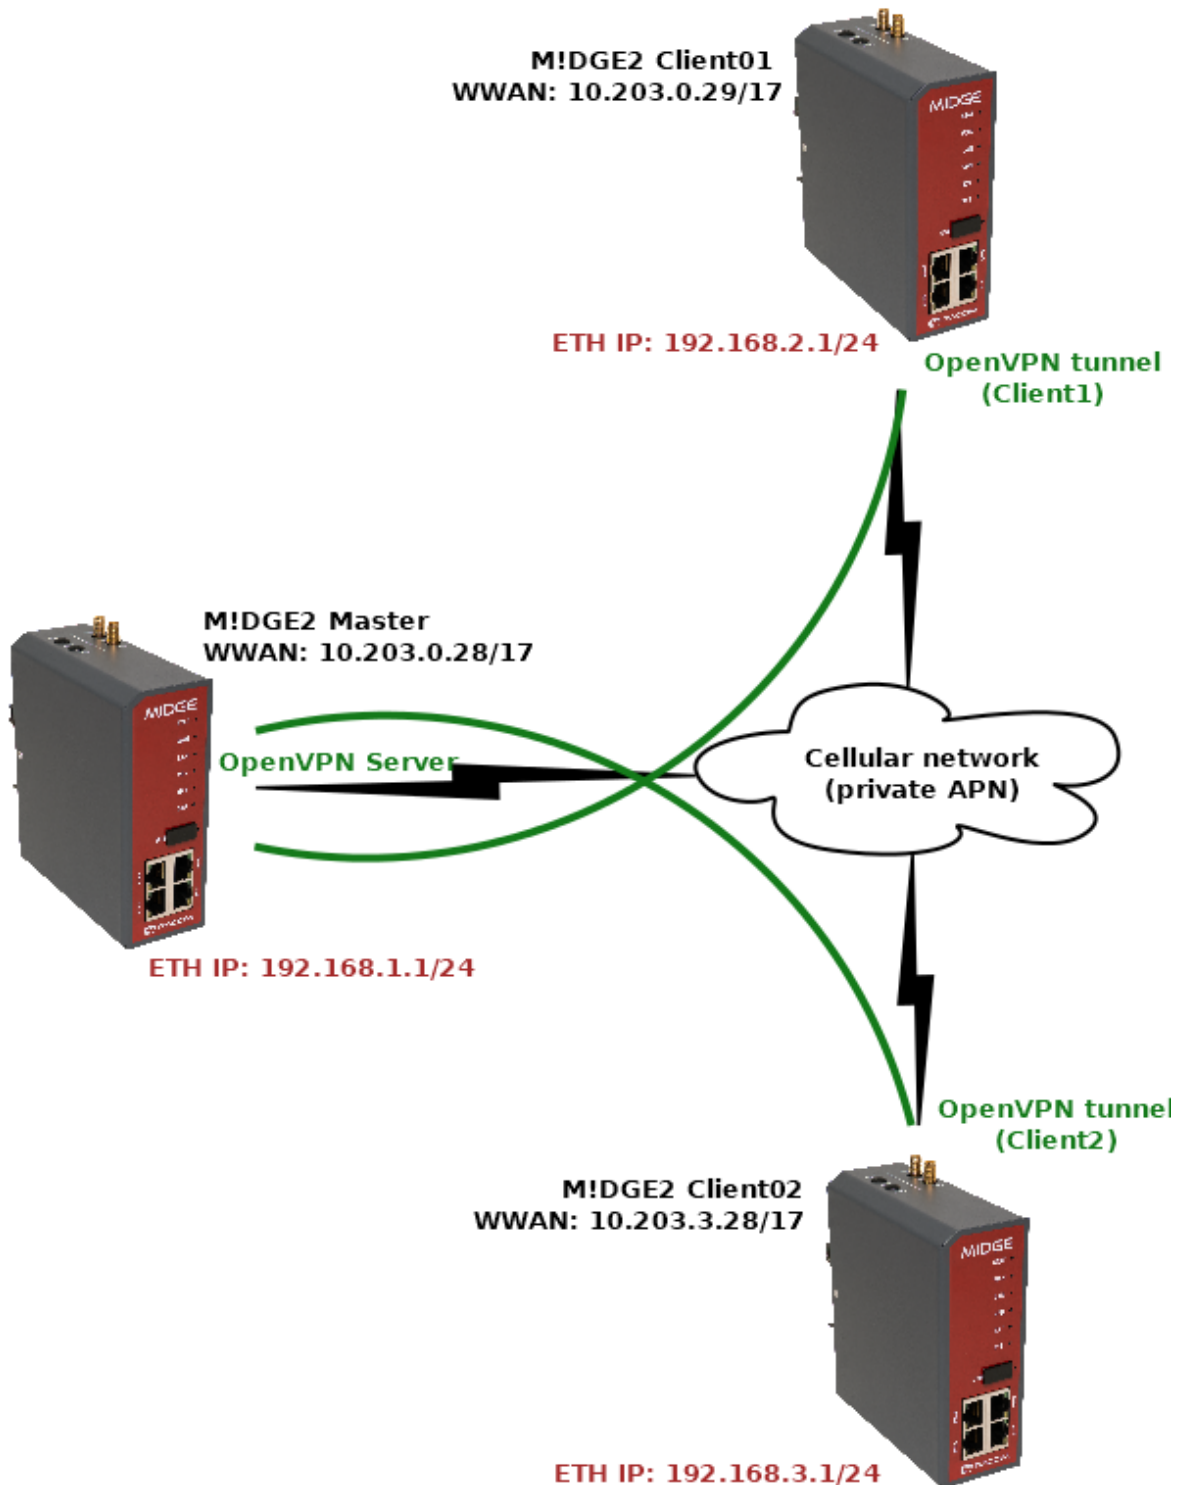 M!DGE2 Client01
WWAN: 10.203.0.29/17
MIDGE
ETH IP: 192.168.2.1/24
OpenVPN tunnel
(Client1)
M!DGE2 Master
WWAN: 10.203.0.28/17
MIDGE
OpenVPN Server
Cellular network
(private APN)
ETH IP: 192.168.1.1/24
OpenVPN tunnel
(Client2)
M!DGE2 Client02
WWAN: 10.203.3.28/17
MIDGE
ETH IP: 192.168.3.1/24